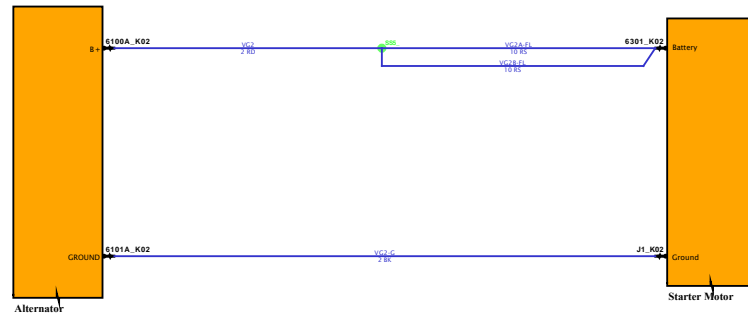 6100A_K02
B+
VG2
2 RD
VG2A-FL
10 RS
VG2B-FL
10 RS
6301_K02
Battery
6101A_K02
GROUND
VG2-G
2 BK
J1_K02
Ground
Alternator
Starter Motor